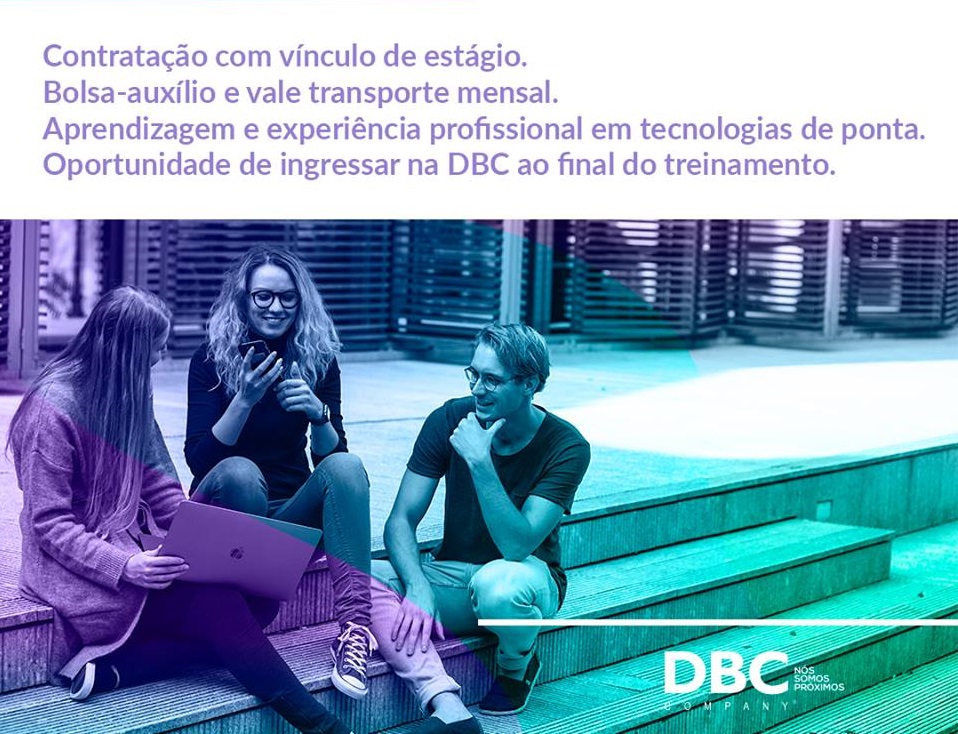 Contratação com vínculo de estágio.
Bolsa-auxílio e vale transporte mensal.
Aprendizagem e experiência profissional em tecnologias de ponta.
Oportunidade de ingressar na DBC ao final do treinamento.
DBC
NÓS
SOMOS
PRÓXIMOS
COMPANY